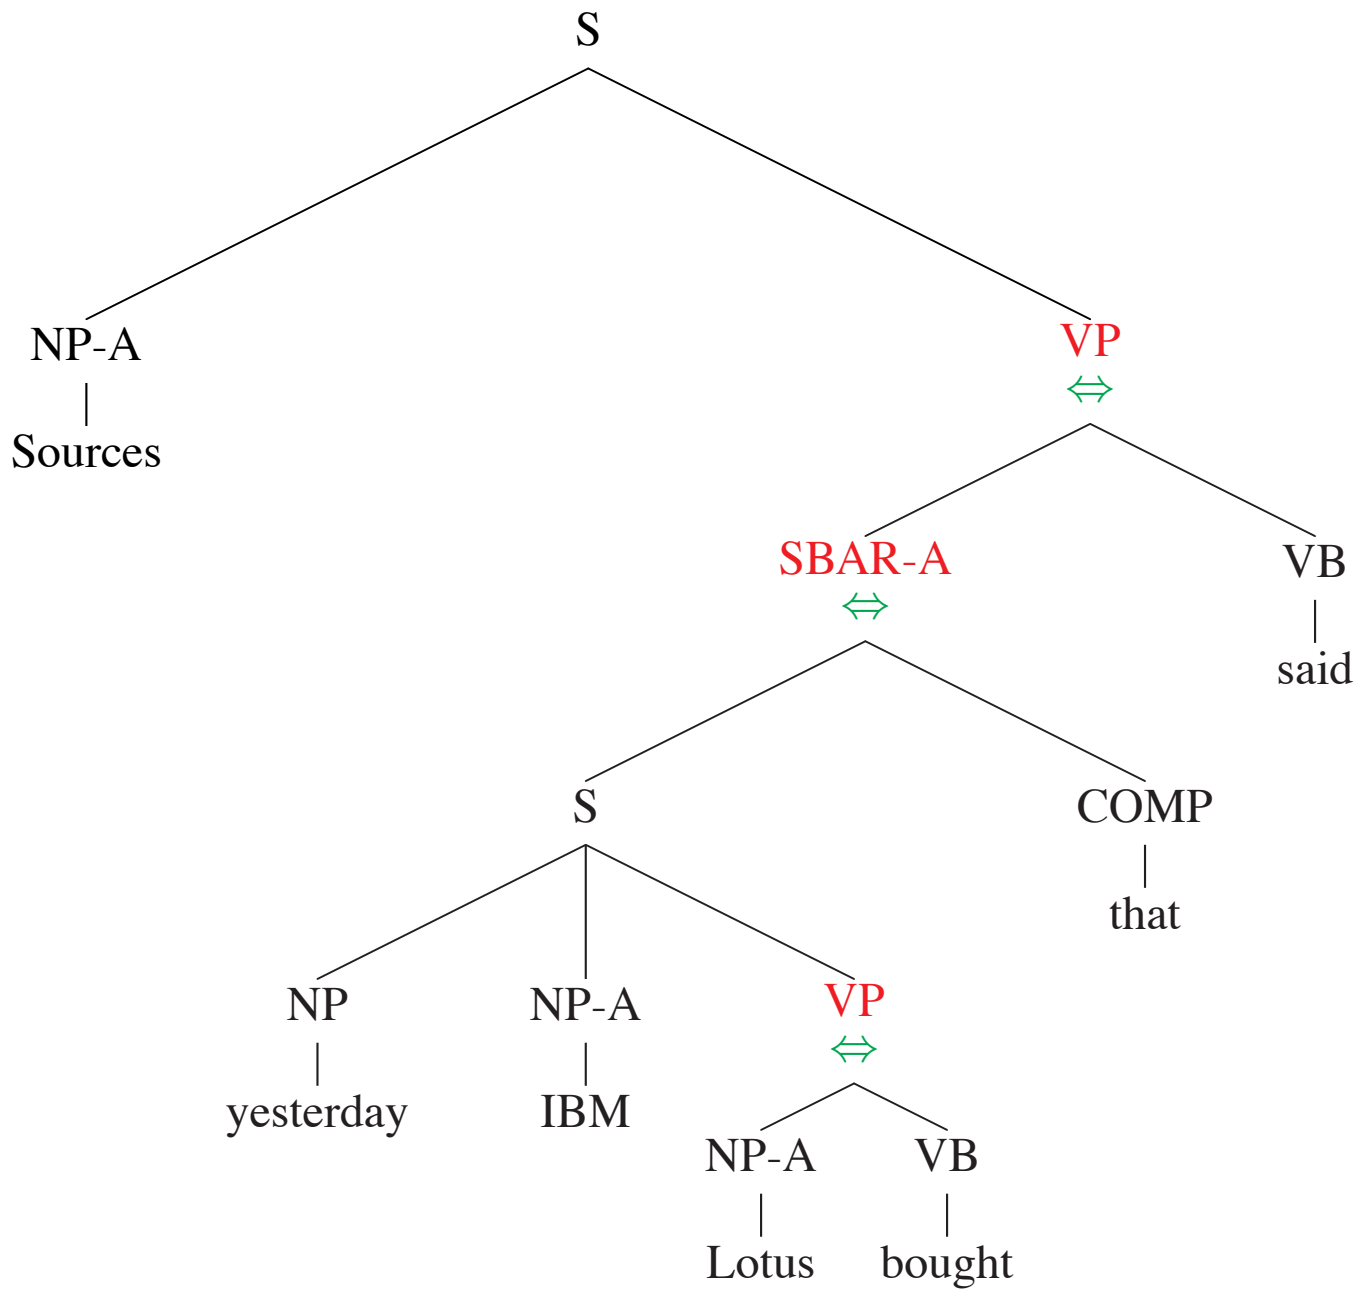 S
NP-A VP
⇔
Sources
SBAR-A VB
⇔
said
S COMP
that
NP NP-A VP
⇔
yesterday IBM
NP-A VB
Lotus bought